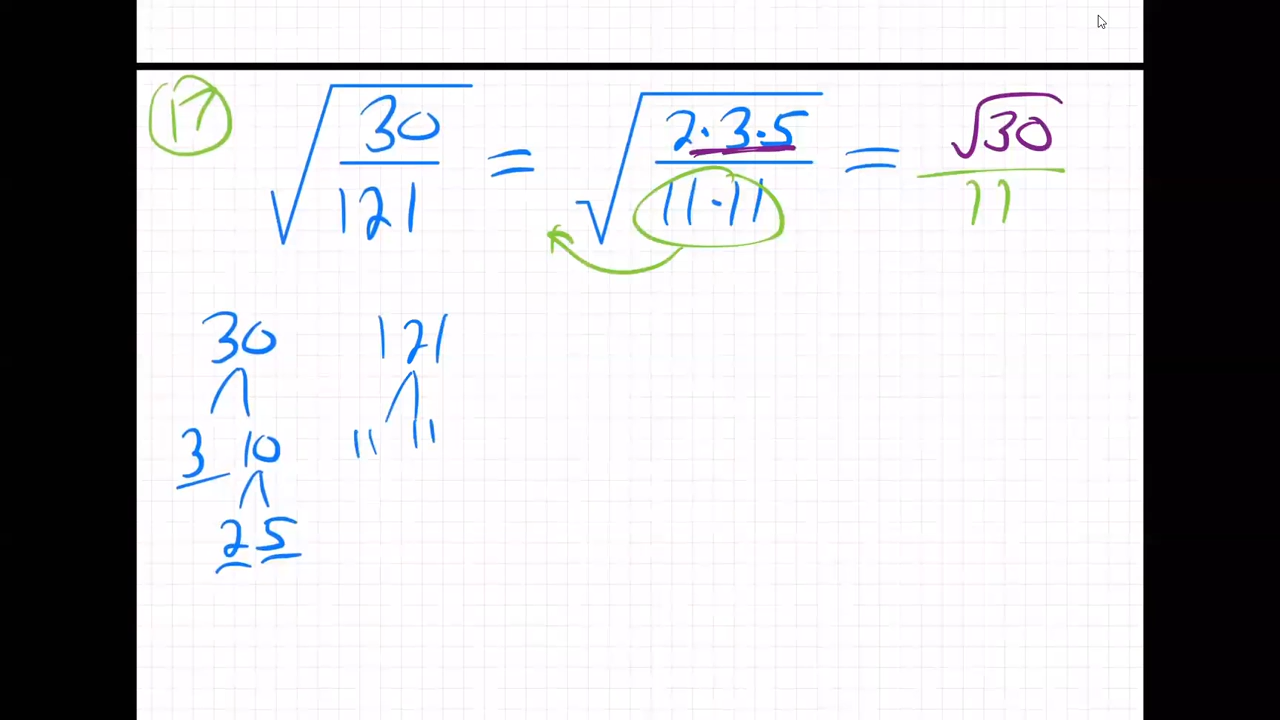 17 √(30/121) = √(2·3·5/11·11) = √30/11
30 121
3 10 11 11
2 5